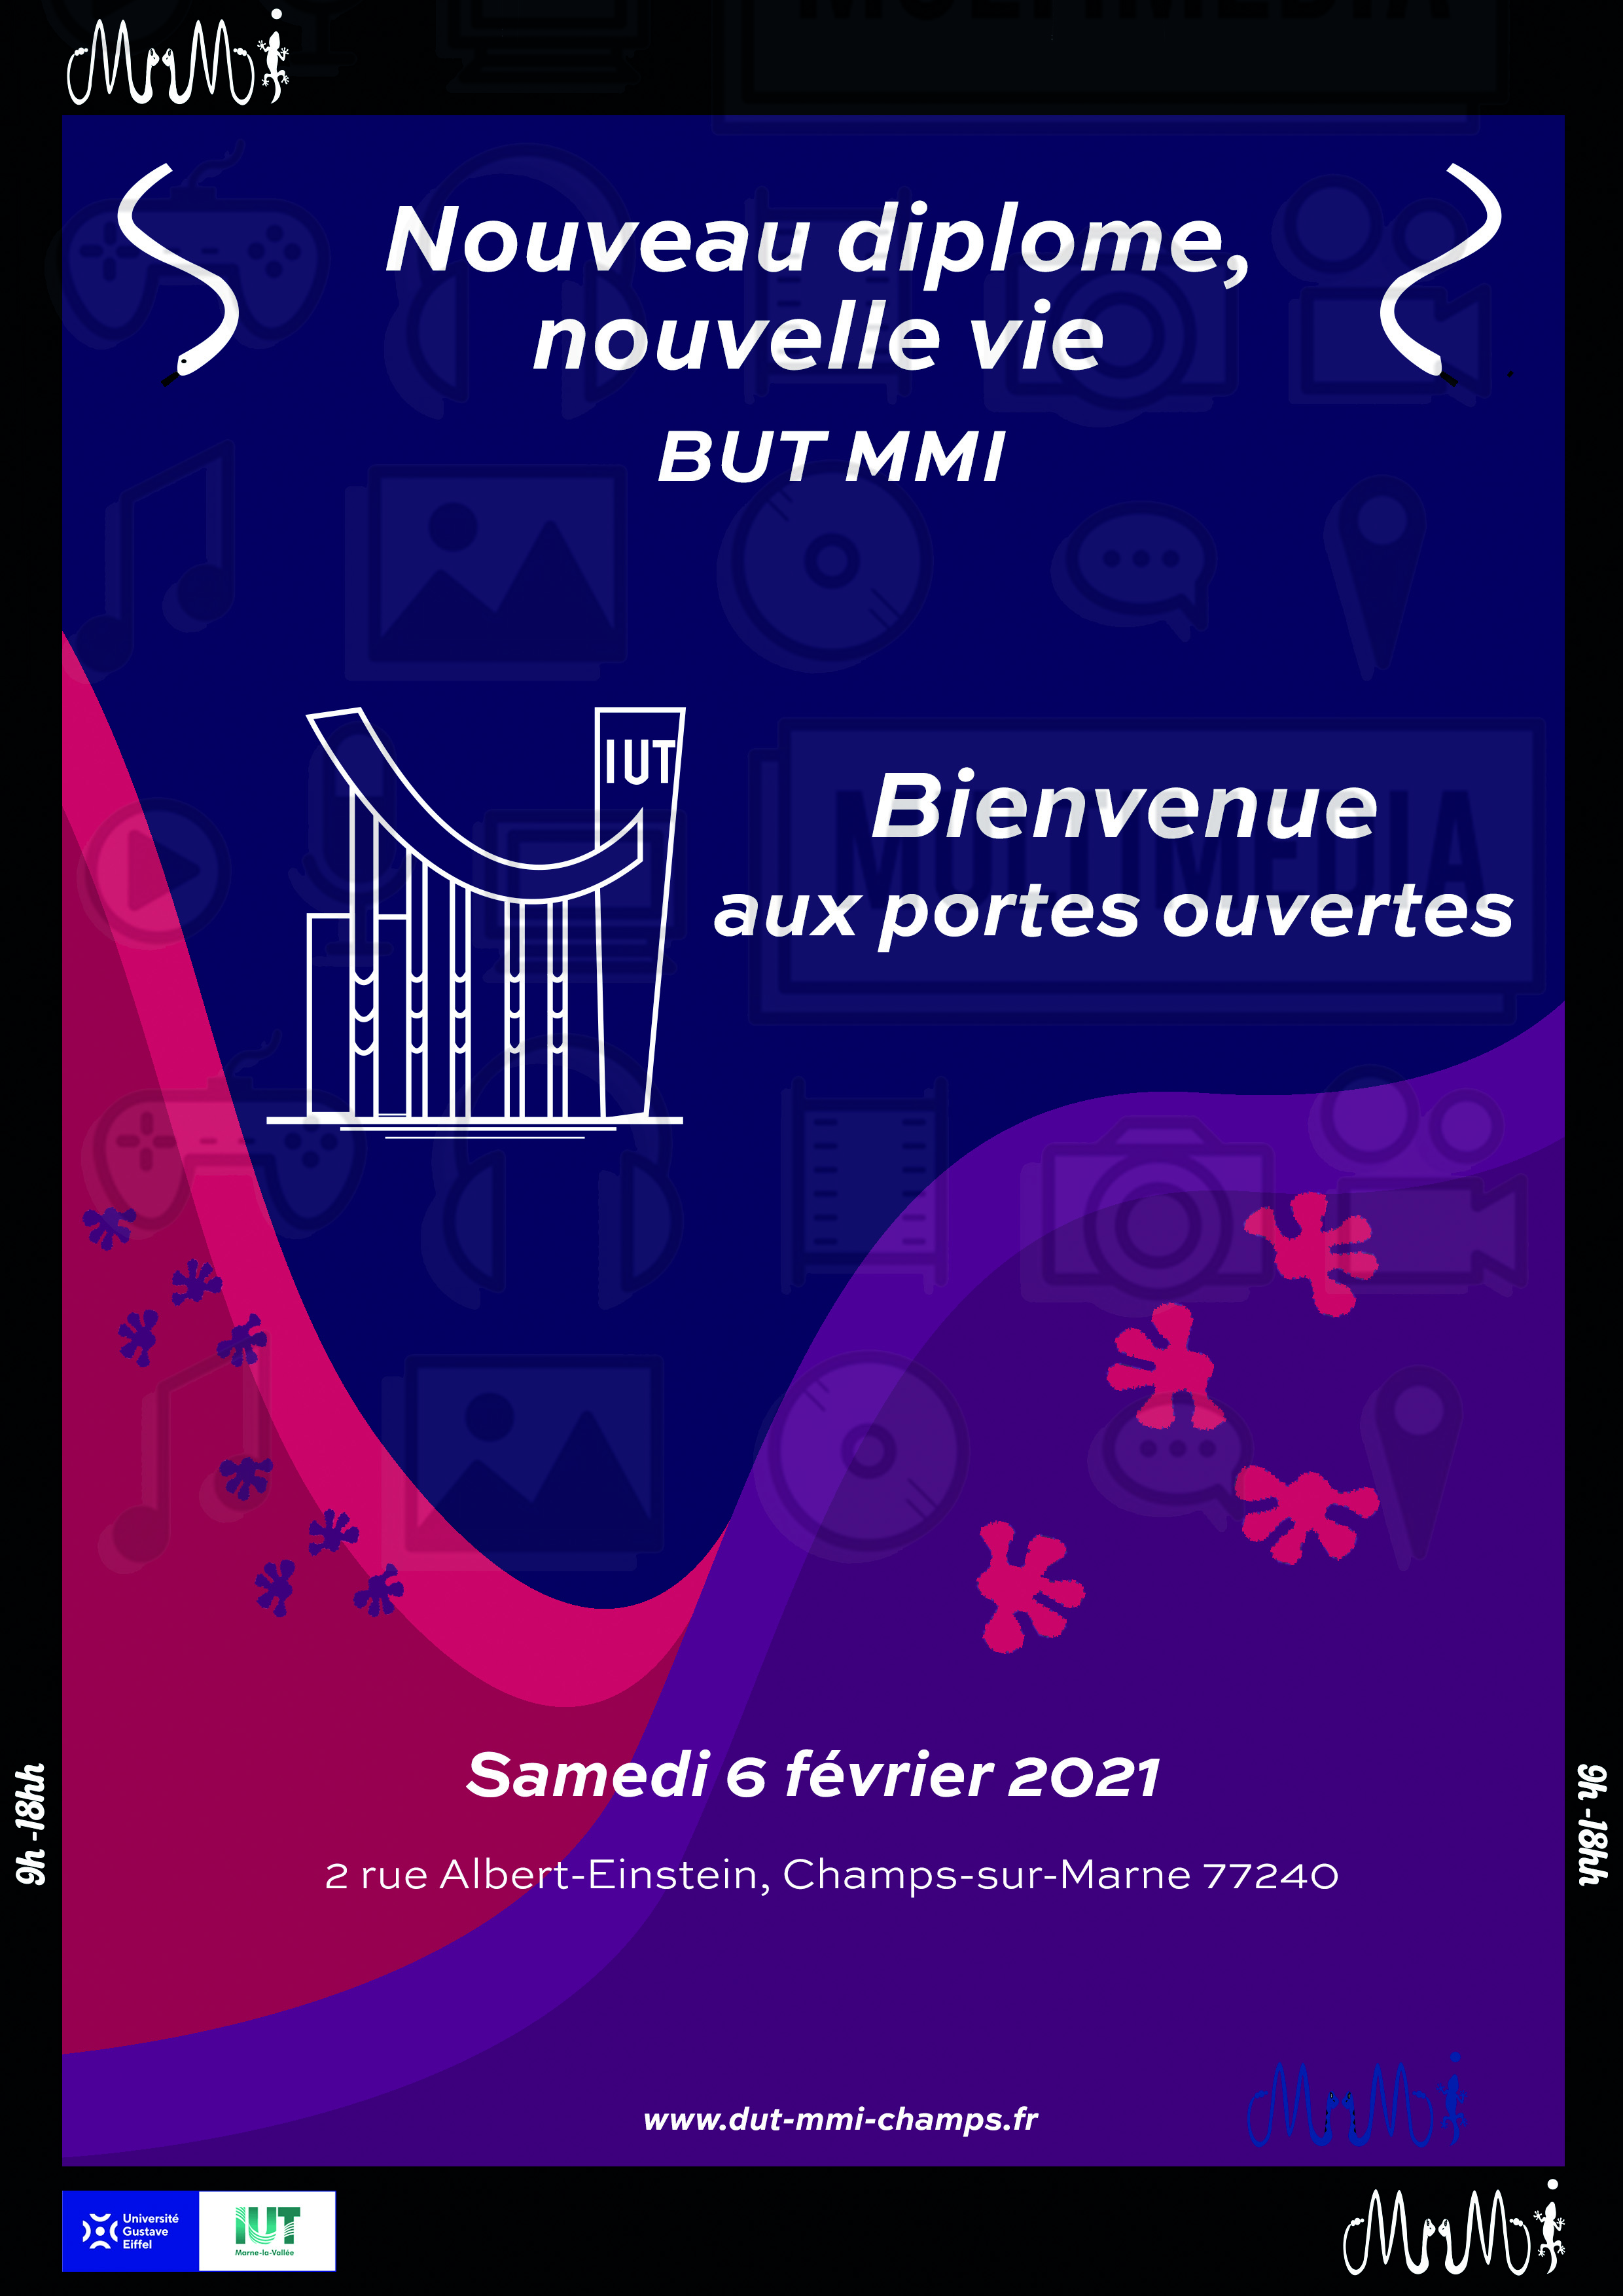 MMi
Nouveau diplome,
nouvelle vie
BUT MMI
IUT
Bienvenue
aux portes ouvertes
MULTIMEDIA
9h -18hh
9h -18hh
Samedi 6 février 2021
2 rue Albert-Einstein, Champs-sur-Marne 77240
www.dut-mmi-champs.fr
MMi
Université
Gustave
Eiffel
IUT
Marne-la-Vallée
MMi